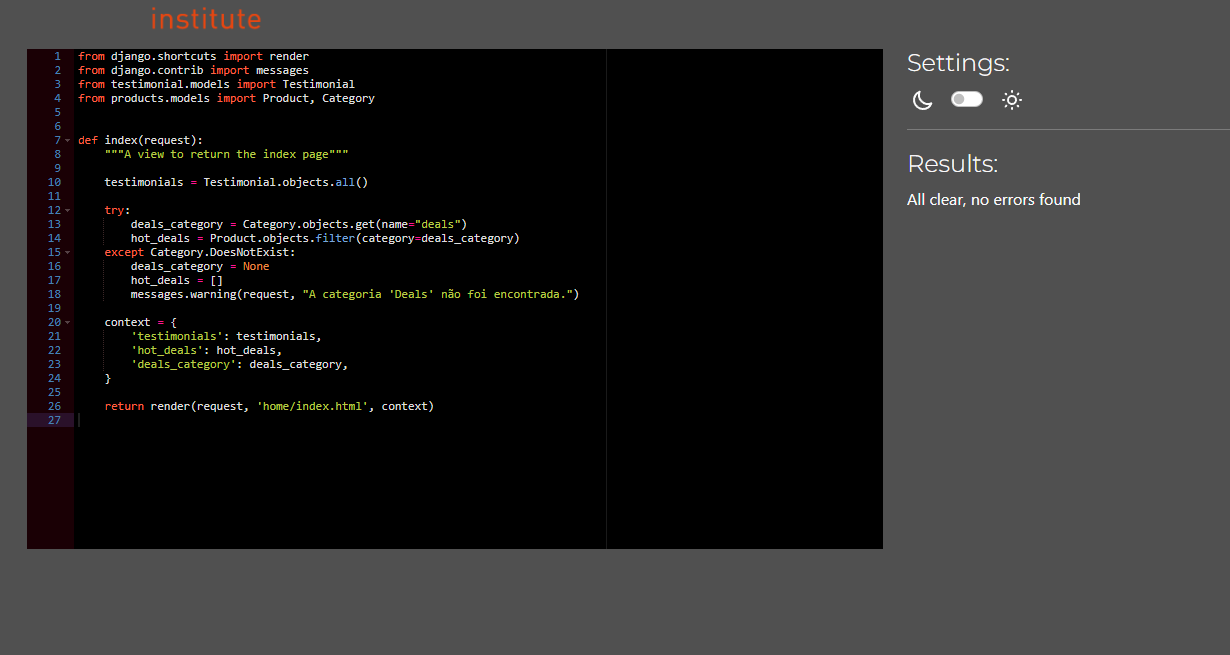 institute
1 from django.shortcuts import render
2 from django.contrib import messages
3 from testimonial.models import Testimonial
4 from products.models import Product, Category
5
6
7 def index(request):
8     """A view to return the index page"""
9
10     testimonials = Testimonial.objects.all()
11
12     try:
13         deals_category = Category.objects.get(name="deals")
14         hot_deals = Product.objects.filter(category=deals_category)
15     except Category.DoesNotExist:
16         deals_category = None
17         hot_deals = []
18         messages.warning(request, "A categoria 'Deals' não foi encontrada.")
19
20     context = {
21         'testimonials': testimonials,
22         'hot_deals': hot_deals,
23         'deals_category': deals_category,
24     }
25
26     return render(request, 'home/index.html', context)
27
Settings:
Results:
All clear, no errors found